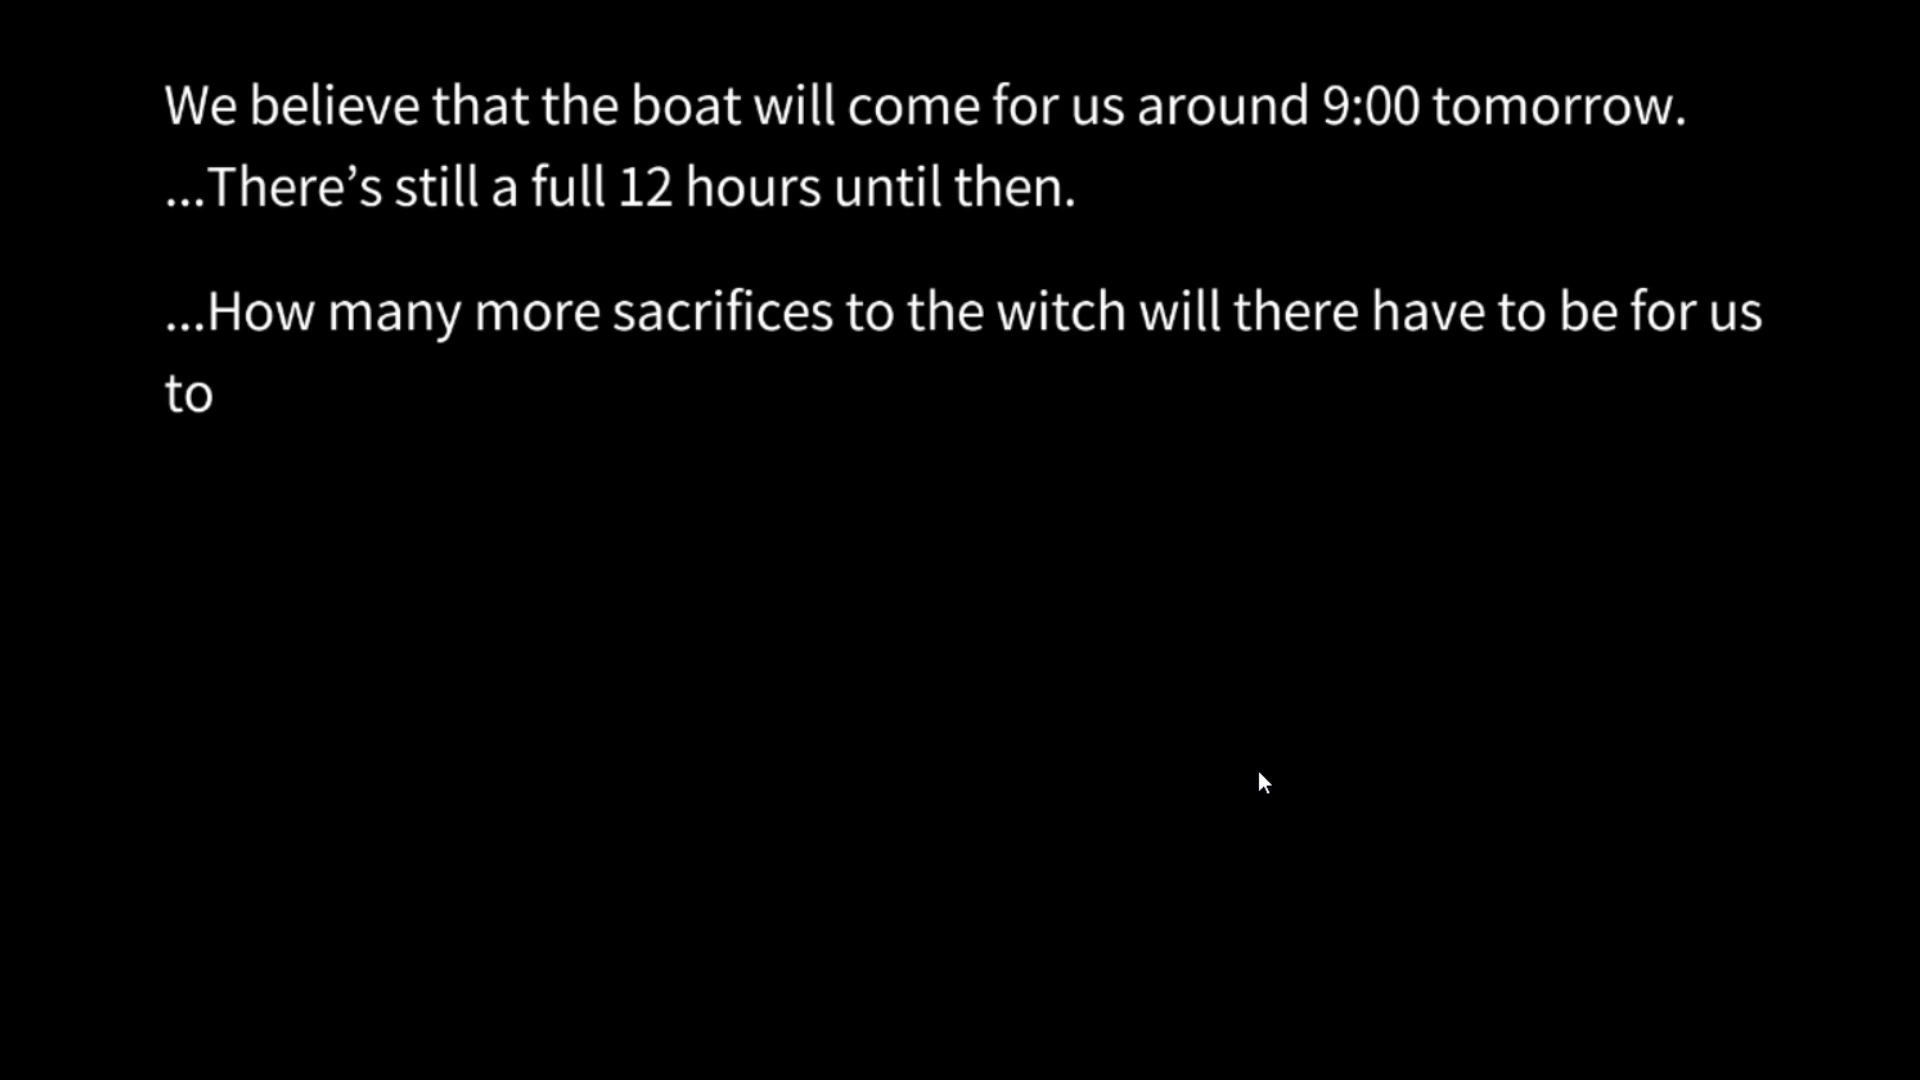 We believe that the boat will come for us around 9:00 tomorrow.
...There’s still a full 12 hours until then.
...How many more sacrifices to the witch will there have to be for us
to